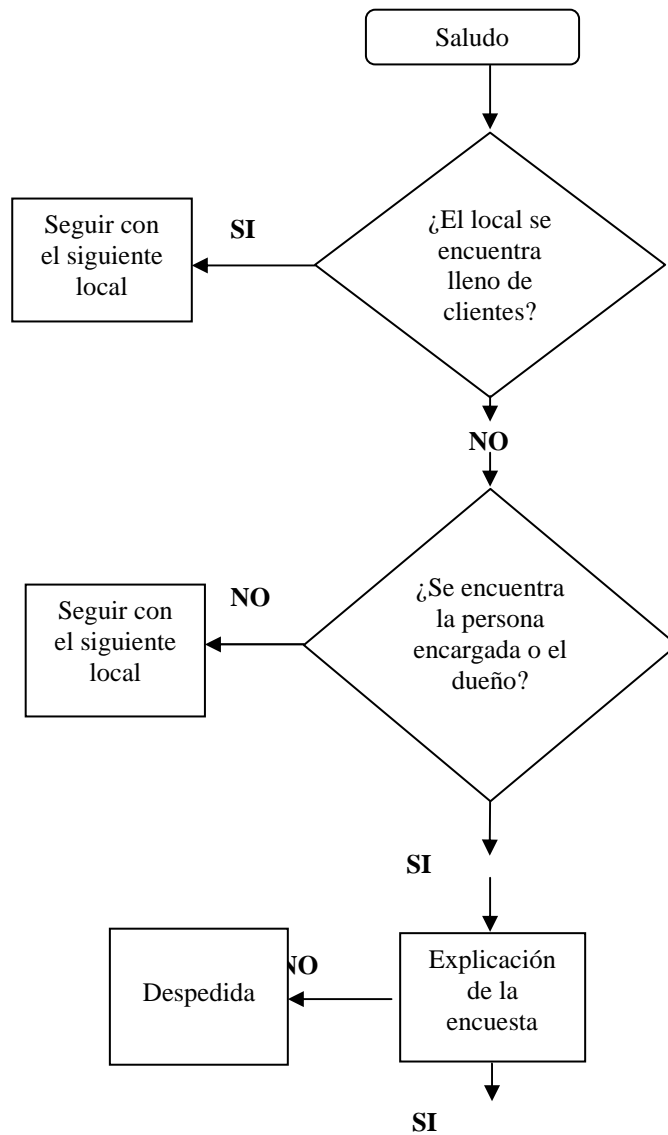 Saludo
¿El local se
encuentra
lleno de
clientes?
SI
Seguir con
el siguiente
local
NO
¿Se encuentra
la persona
encargada o el
dueño?
NO
Seguir con
el siguiente
local
SI
Explicación
de la
encuesta
NO
Despedida
SI